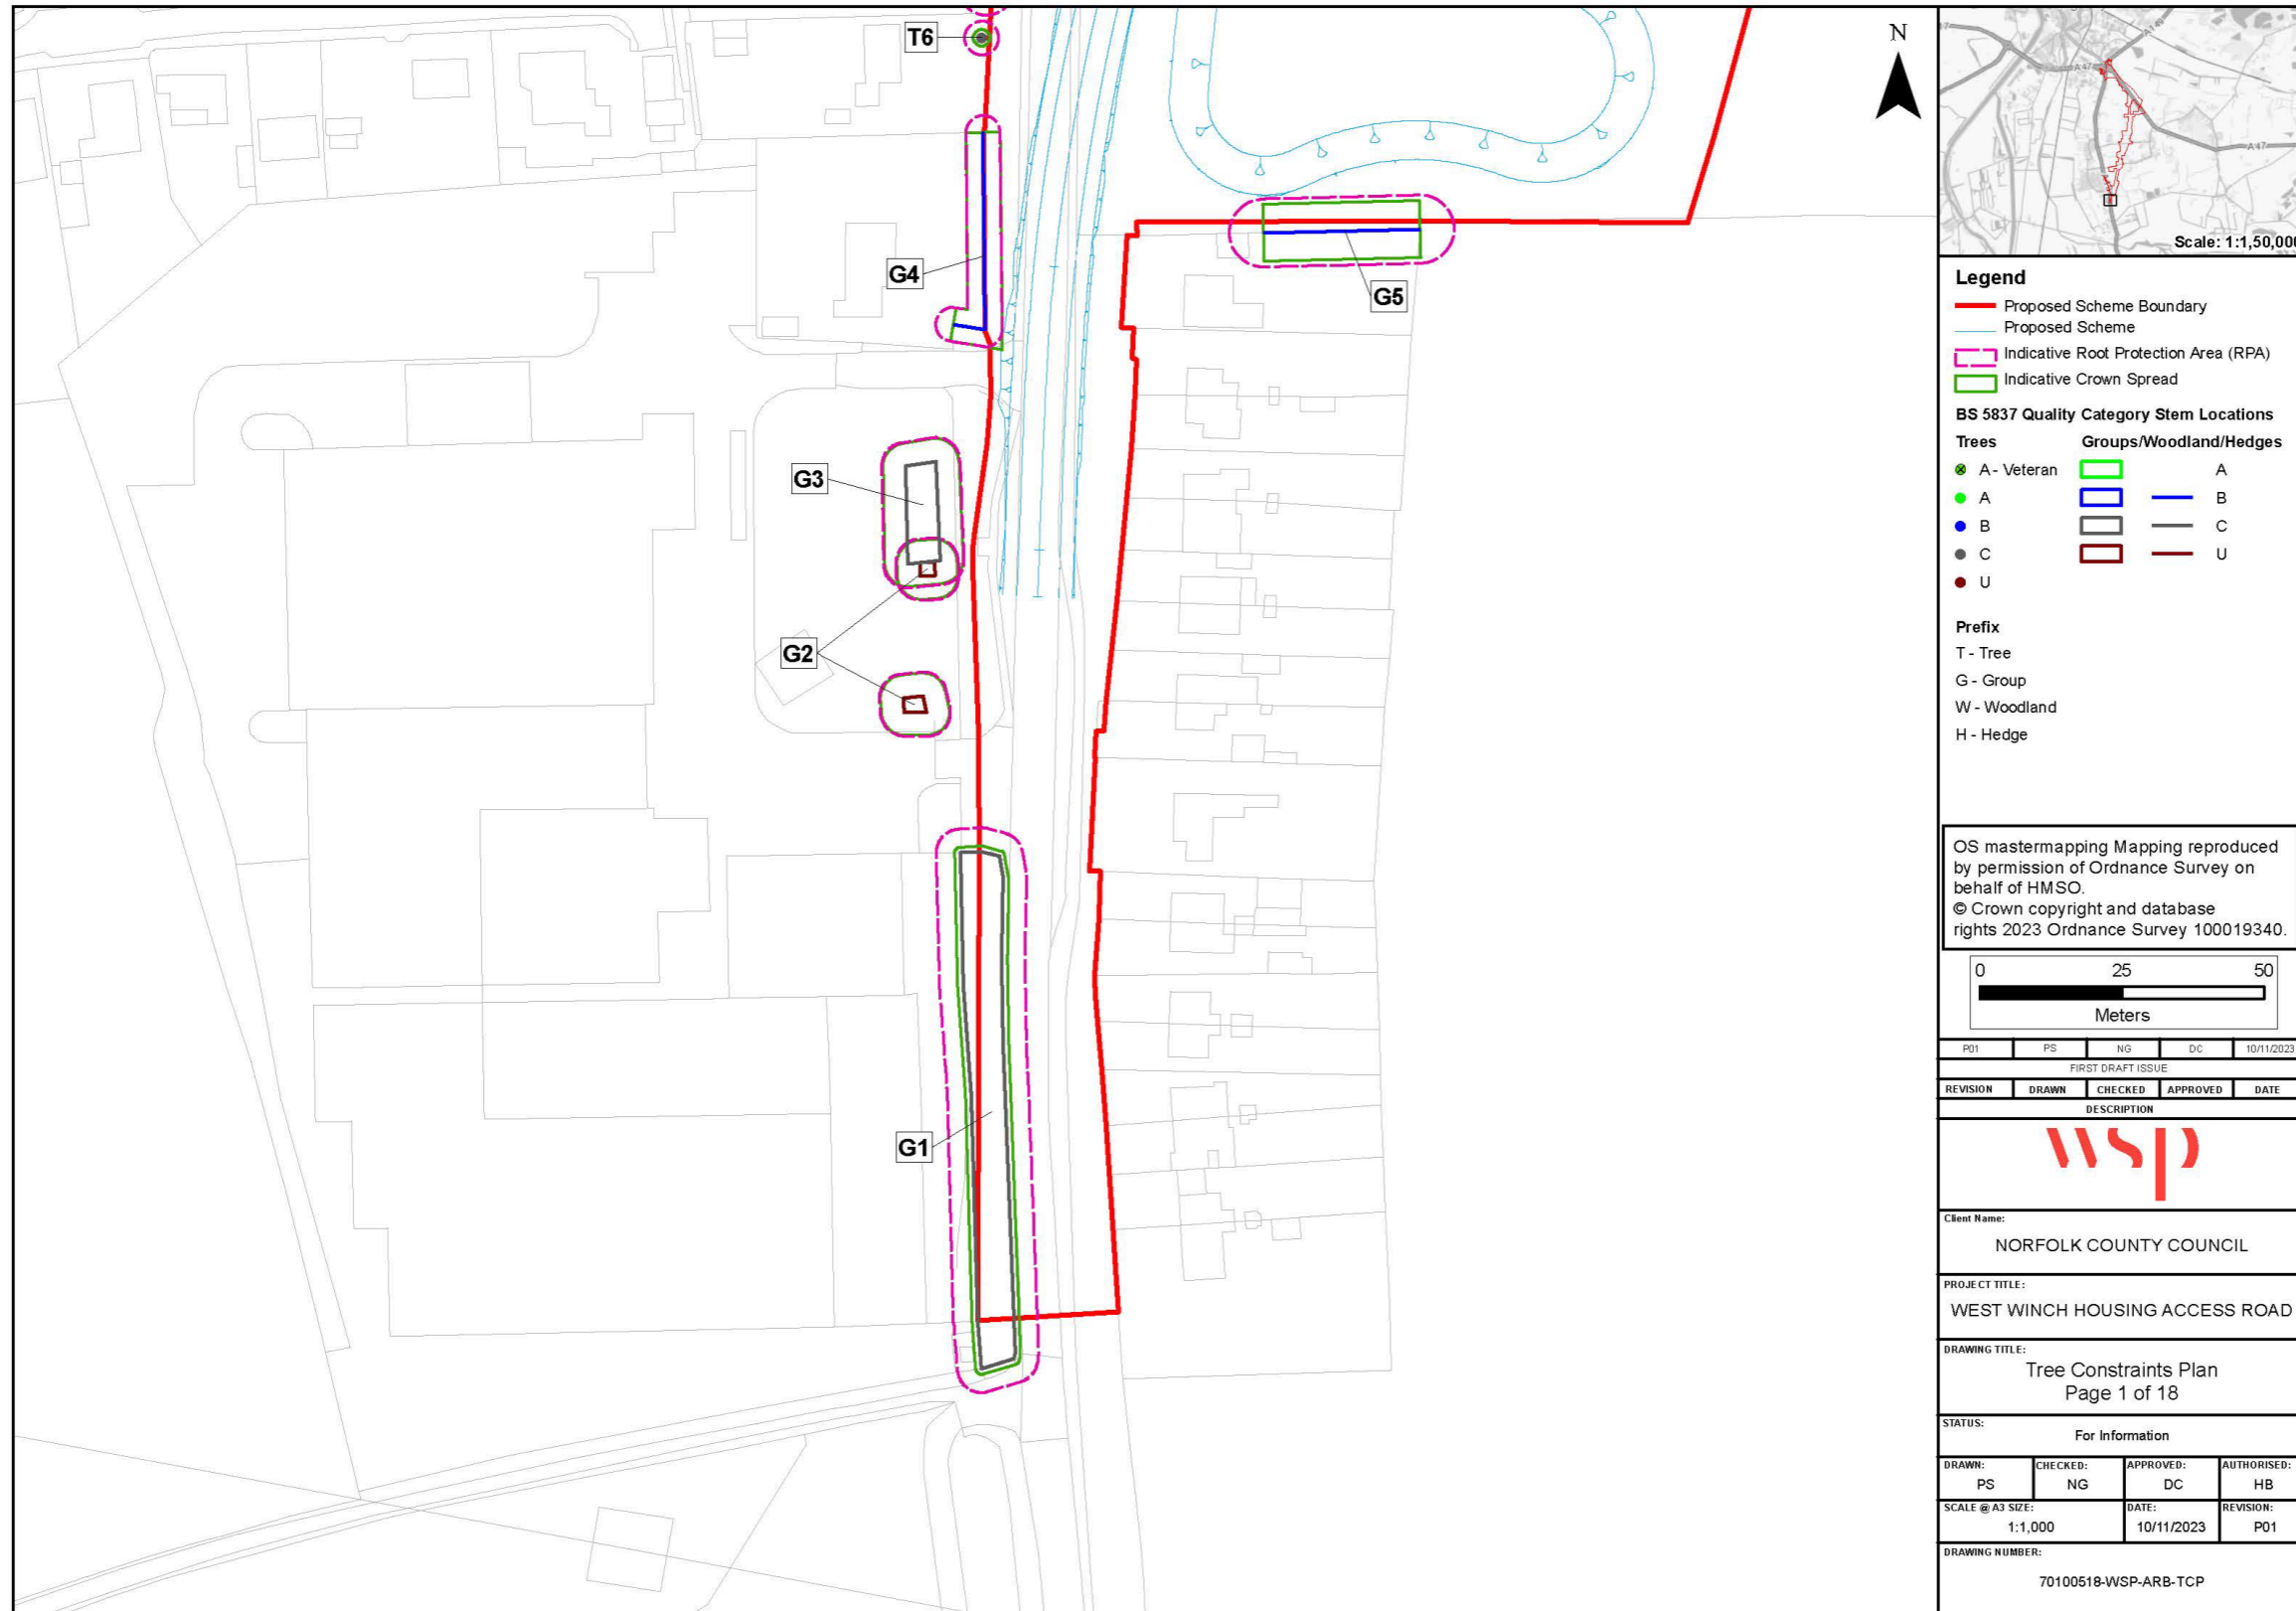 T6
G4
G5
G3
G2
G1
N
A47
A149
A47
Scale: 1:1,50,000
Legend
Proposed Scheme Boundary
Proposed Scheme
Indicative Root Protection Area (RPA)
Indicative Crown Spread
BS 5837 Quality Category Stem Locations
Trees Groups/Woodland/Hedges
A - Veteran A
A B
B C
C U
U
Prefix
T - Tree
G - Group
W - Woodland
H - Hedge
OS mastermapping Mapping reproduced
by permission of Ordnance Survey on
behalf of HMSO.
© Crown copyright and database
rights 2023 Ordnance Survey 100019340.
0 25 50
Meters
P01 PS NG DC 10/11/2023
FIRST DRAFT ISSUE
REVISION DRAWN CHECKED APPROVED DATE
DESCRIPTION
wsp
Client Name:
NORFOLK COUNTY COUNCIL
PROJECT TITLE:
WEST WINCH HOUSING ACCESS ROAD
DRAWING TITLE:
Tree Constraints Plan
Page 1 of 18
STATUS:
For Information
DRAWN: CHECKED: APPROVED: AUTHORISED:
PS NG DC HB
SCALE @ A3 SIZE: DATE: REVISION:
1:1,000 10/11/2023 P01
DRAWING NUMBER:
70100518-WSP-ARB-TCP